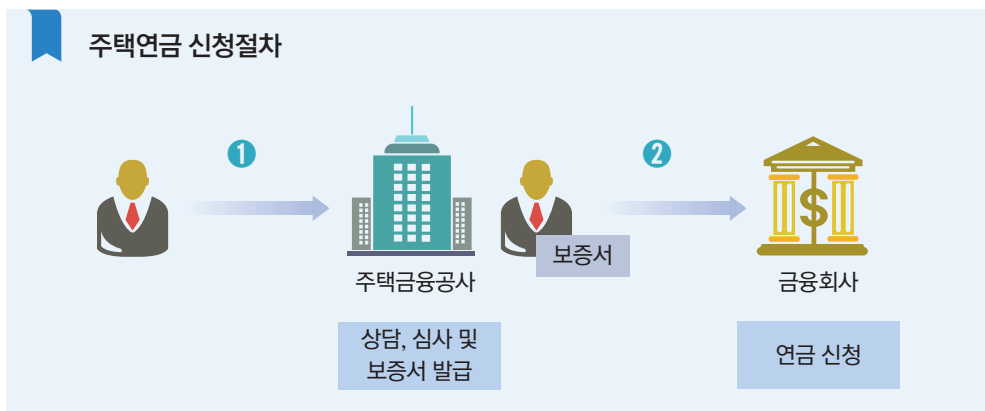 주택연금 신청절차
1
2
보증서
주택금융공사
금융회사
상담, 심사 및
보증서 발급
연금 신청
$